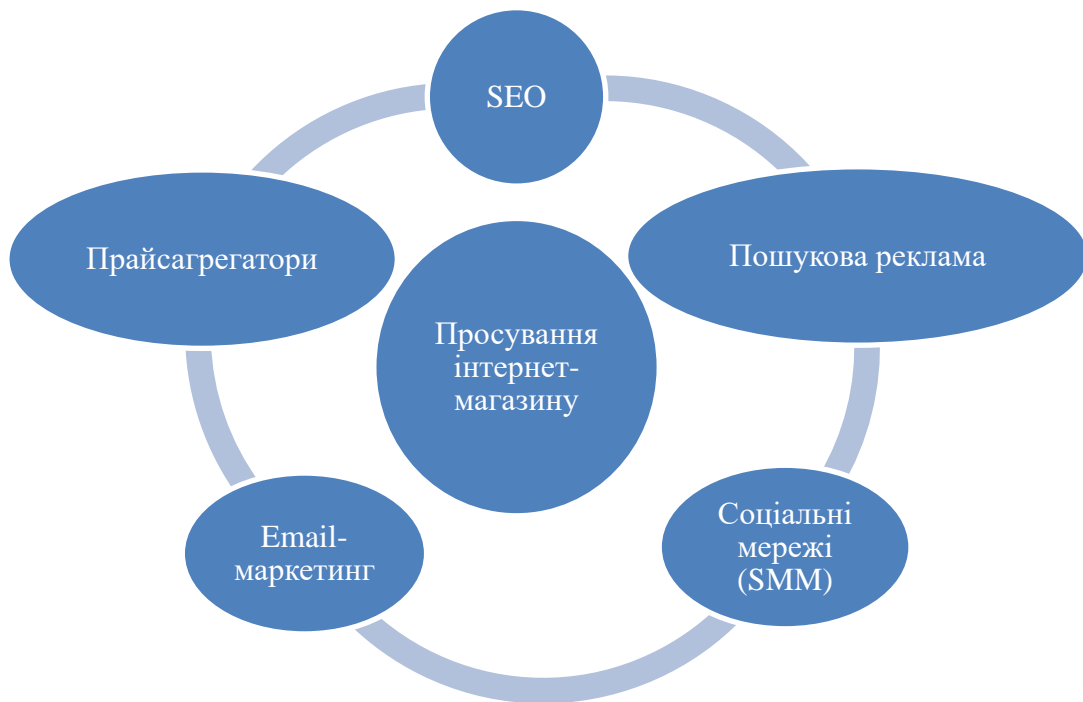 SEO
Прайсагрегатори
Пошукова реклама
Просування
інтернет-
магазину
Email-
маркетинг
Соціальні
мережі
(SMM)